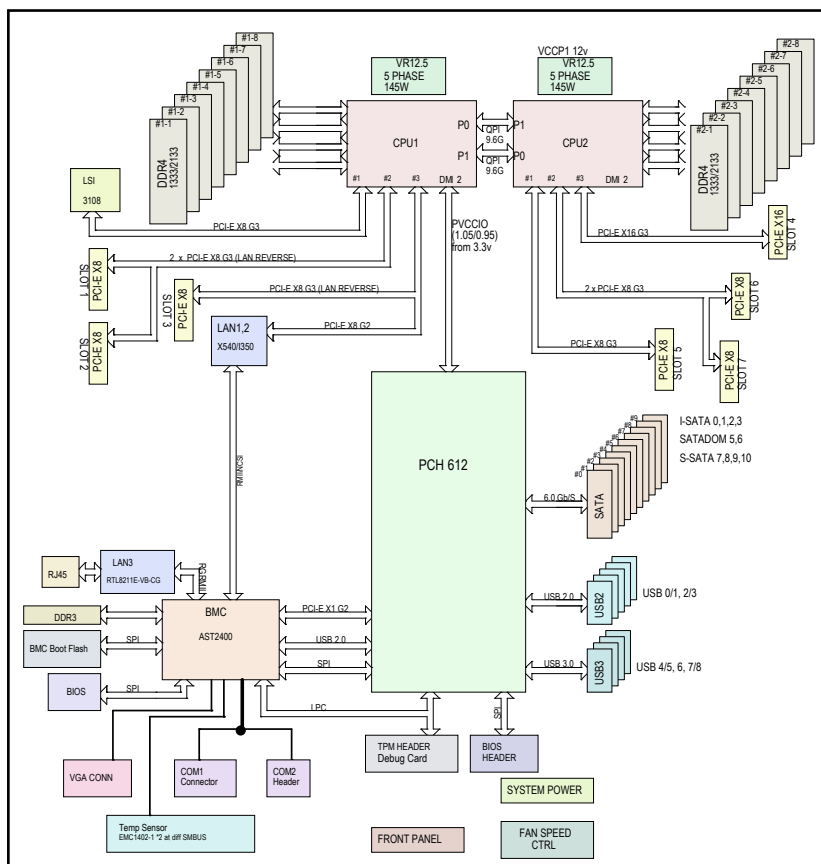 #1-8
#1-7
#1-6
#1-5
#1-4
#1-3
#1-2
#1-1
DDR4
1333/2133
VR12.5
5 PHASE
145W
VCCP1 12v
VR12.5
5 PHASE
145W
#2-8
#2-7
#2-6
#2-5
#2-4
#2-3
#2-2
#2-1
DDR4
1333/2133
CPU1
P0
P1
#1
#2
#3
DMI 2
QPI
9.6G
QPI
9.6G
P1
P0
CPU2
#1
#2
#3
DMI 2
LSI
3108
PCI-E X8 G3
PVCCIO
(1.05/0.95)
from 3.3v
PCI-E X16 G3
PCI-E X16
SLOT 4
2 x PCI-E X8 G3 (LAN REVERSE)
PCI-E X8
SLOT 1
PCI-E X8 G3 (LAN REVERSE)
PCI-E X8
SLOT 3
2 x PCI-E X8 G3
PCI-E X8
SLOT 6
LAN1,2
X540/I350
PCI-E X8 G2
PCI-E X8
SLOT 2
PCI-E X8 G3
PCI-E X8
SLOT 5
PCI-E X8
SLOT 7
PCH 612
RMII/NCSI
#9
#8
#7
#6
#5
#4
#3
#2
#1
#0
SATA
6.0 Gb/S
I-SATA 0,1,2,3
SATADOM 5,6
S-SATA 7,8,9,10
RJ45
LAN3
RTL8211E-VB-CG
RGRMII
BMC
AST2400
DDR3
BMC Boot Flash
SPI
BIOS
SPI
PCI-E X1 G2
USB 2.0
SPI
USB 2.0
USB2
USB 0/1, 2/3
USB 3.0
USB3
USB 4/5, 6, 7/8
LPC
SPI
VGA CONN
COM1
Connector
COM2
Header
TPM HEADER
Debug Card
BIOS
HEADER
Temp Sensor
EMC1402-1 *2 at diff SMBUS
SYSTEM POWER
FRONT PANEL
FAN SPEED
CTRL